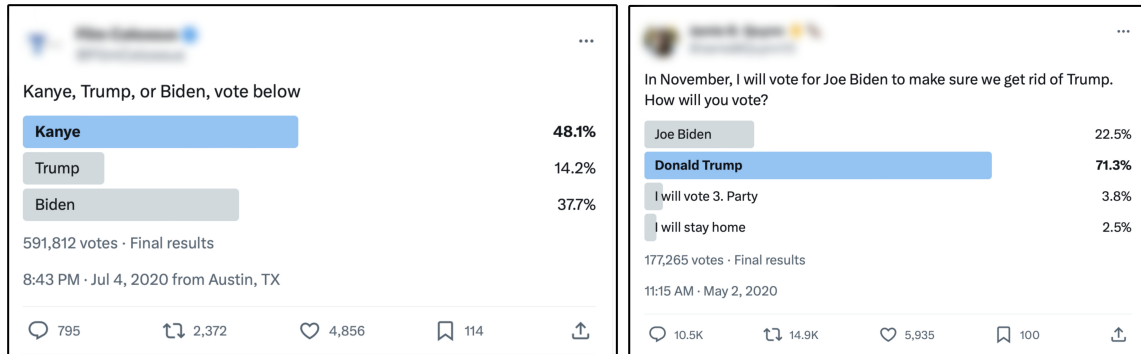 Kanye, Trump, or Biden, vote below
Kanye 48.1%
Trump 14.2%
Biden 37.7%
591,812 votes · Final results
8:43 PM · Jul 4, 2020 from Austin, TX
795 2,372 4,856 114
In November, I will vote for Joe Biden to make sure we get rid of Trump.
How will you vote?
Joe Biden 22.5%
Donald Trump 71.3%
I will vote 3. Party 3.8%
I will stay home 2.5%
177,265 votes · Final results
11:15 AM · May 2, 2020
10.5K 14.9K 5,935 100